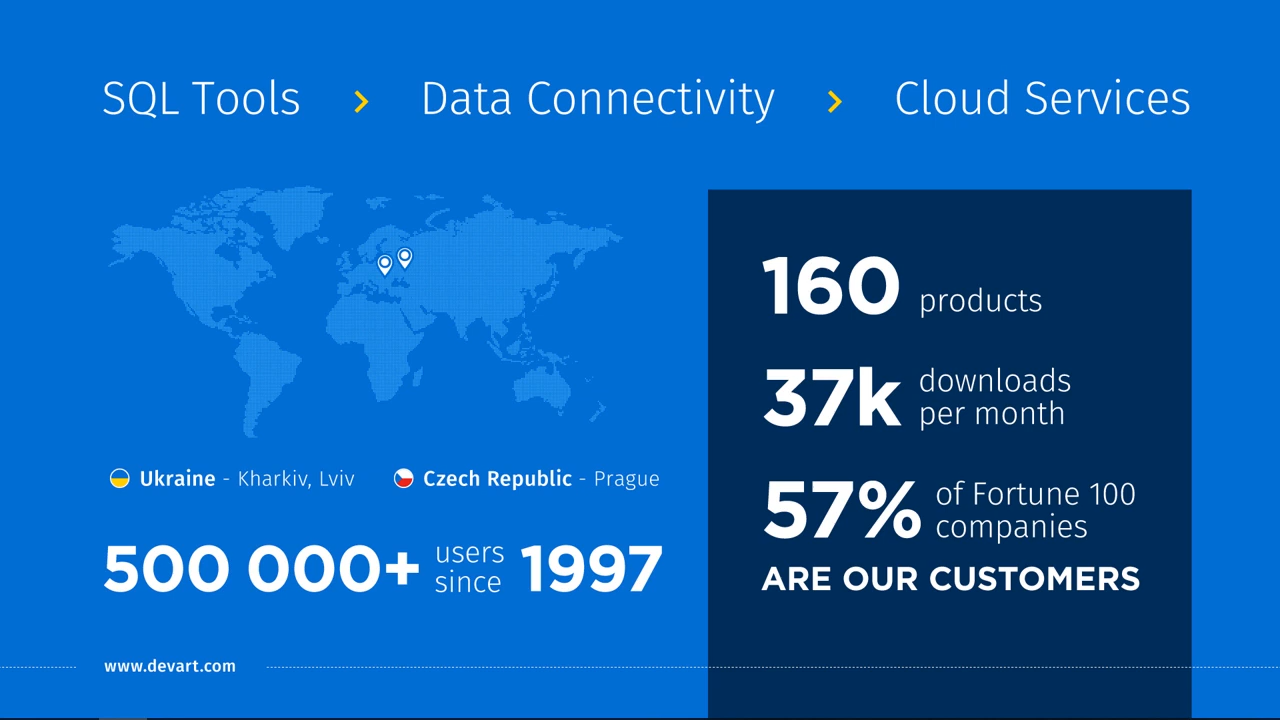 SQL Tools > Data Connectivity > Cloud Services
Ukraine - Kharkiv, Lviv
Czech Republic - Prague
500 000+ users since 1997
160 products
37k downloads per month
57% of Fortune 100 companies
ARE OUR CUSTOMERS
www.devart.com